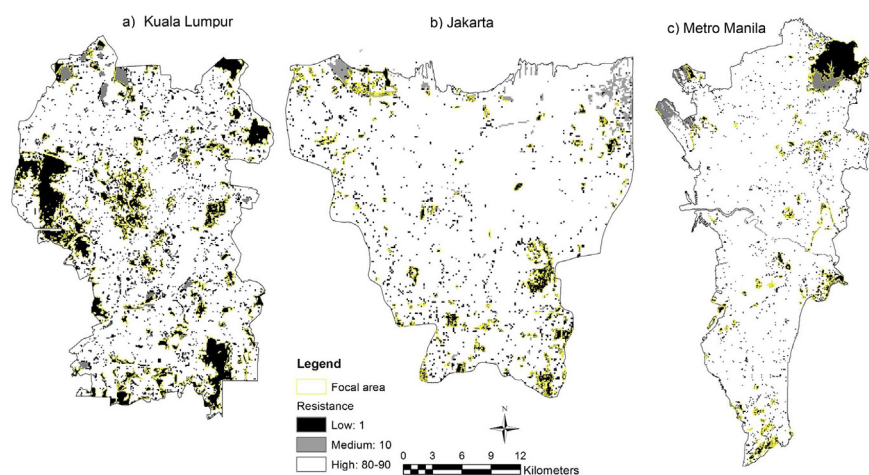 a) Kuala Lumpur
b) Jakarta
c) Metro Manila
Legend
Focal area
Resistance
Low: 1
Medium: 10
High: 80-90
N
0 3 6 9 12
Kilometers